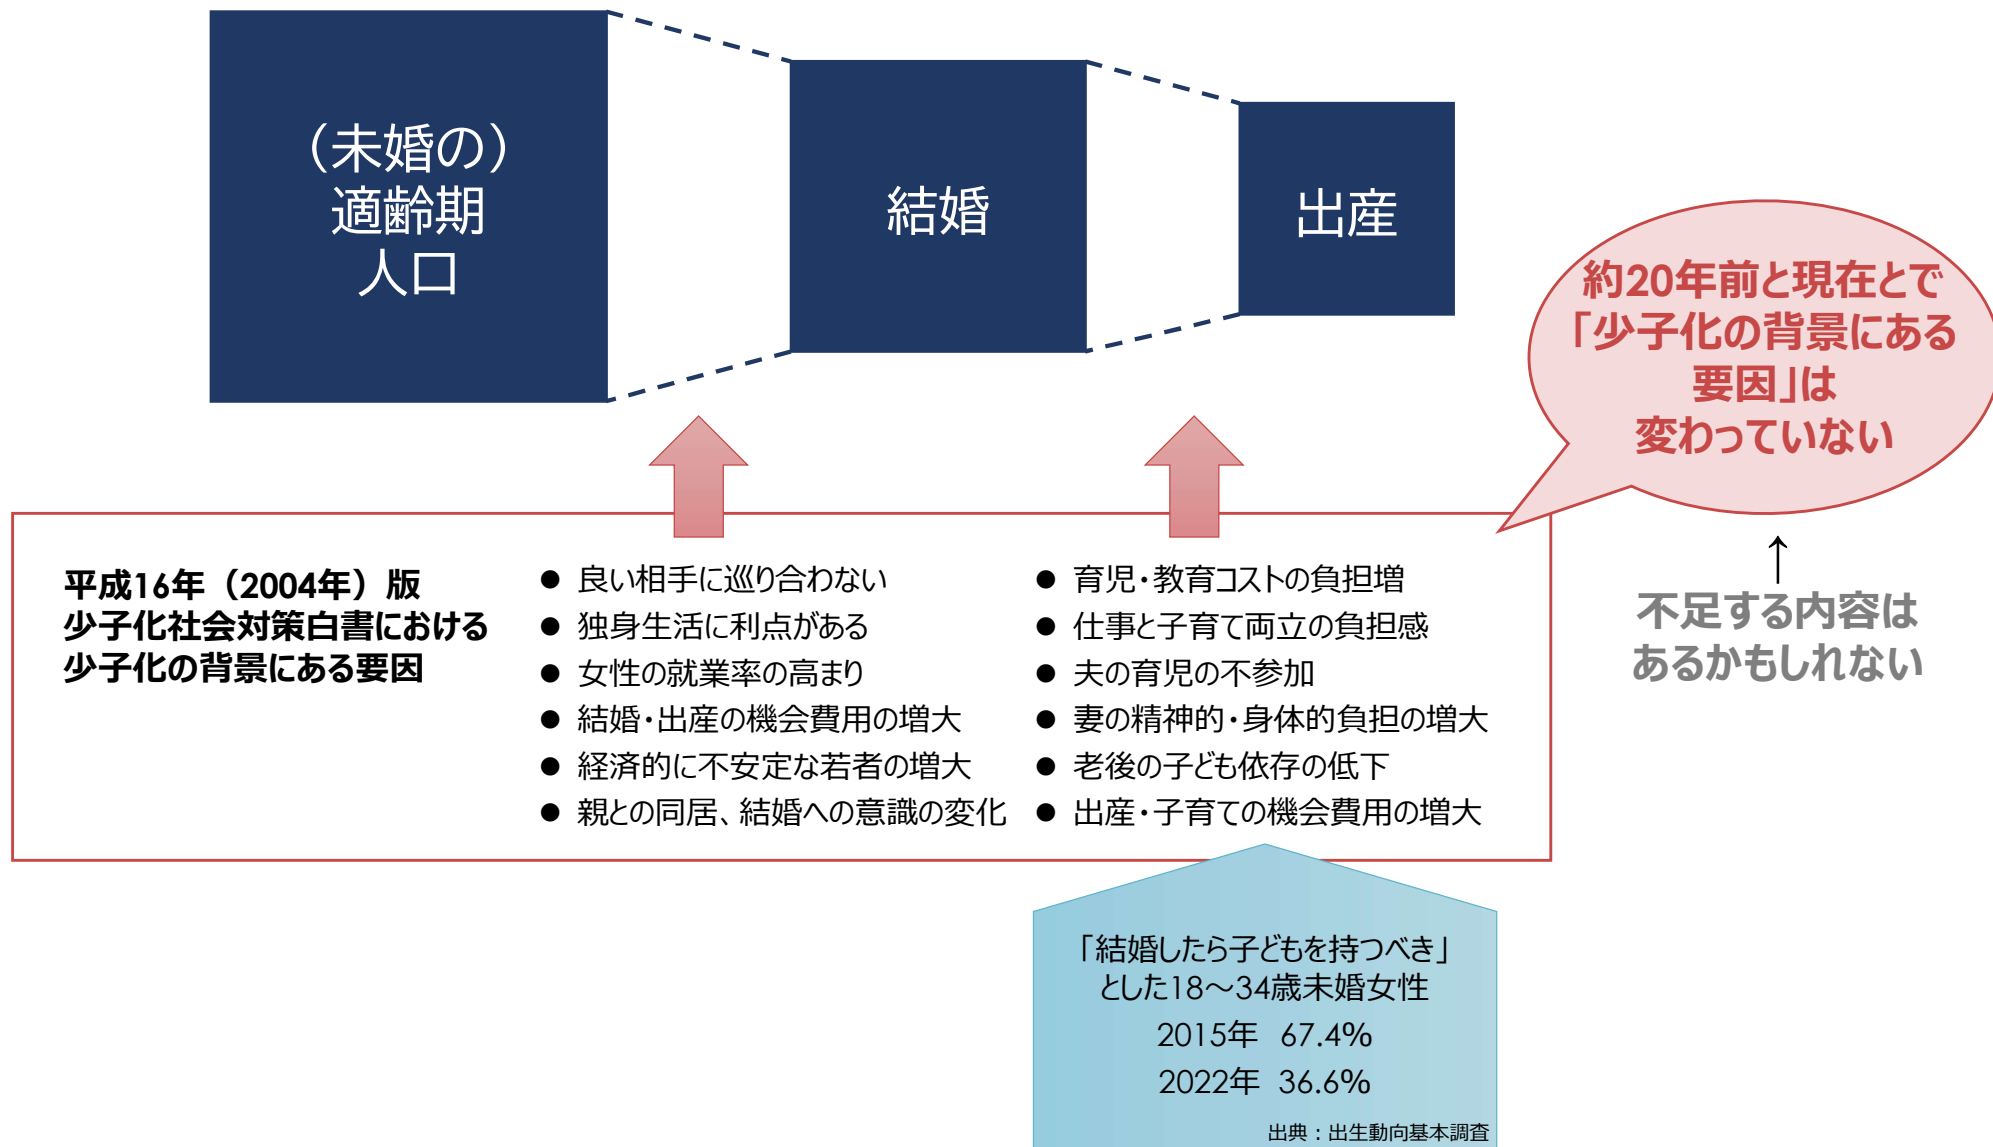 （未婚の）
適齢期
人口
結婚
出産
約20年前と現在とで
「少子化の背景にある
要因」は
変わっていない
↑
不足する内容は
あるかもしれない
平成16年（2004年）版
少子化社会対策白書における
少子化の背景にある要因
● 良い相手に巡り合わない
● 独身生活に利点がある
● 女性の就業率の高まり
● 結婚・出産の機会費用の増大
● 経済的に不安定な若者の増大
● 親との同居、結婚への意識の変化
● 育児・教育コストの負担増
● 仕事と子育て両立の負担感
● 夫の育児の不参加
● 妻の精神的・身体的負担の増大
● 老後の子ども依存の低下
● 出産・子育ての機会費用の増大
「結婚したら子どもを持つべき」
とした18～34歳未婚女性
2015年 67.4%
2022年 36.6%
出典：出生動向基本調査